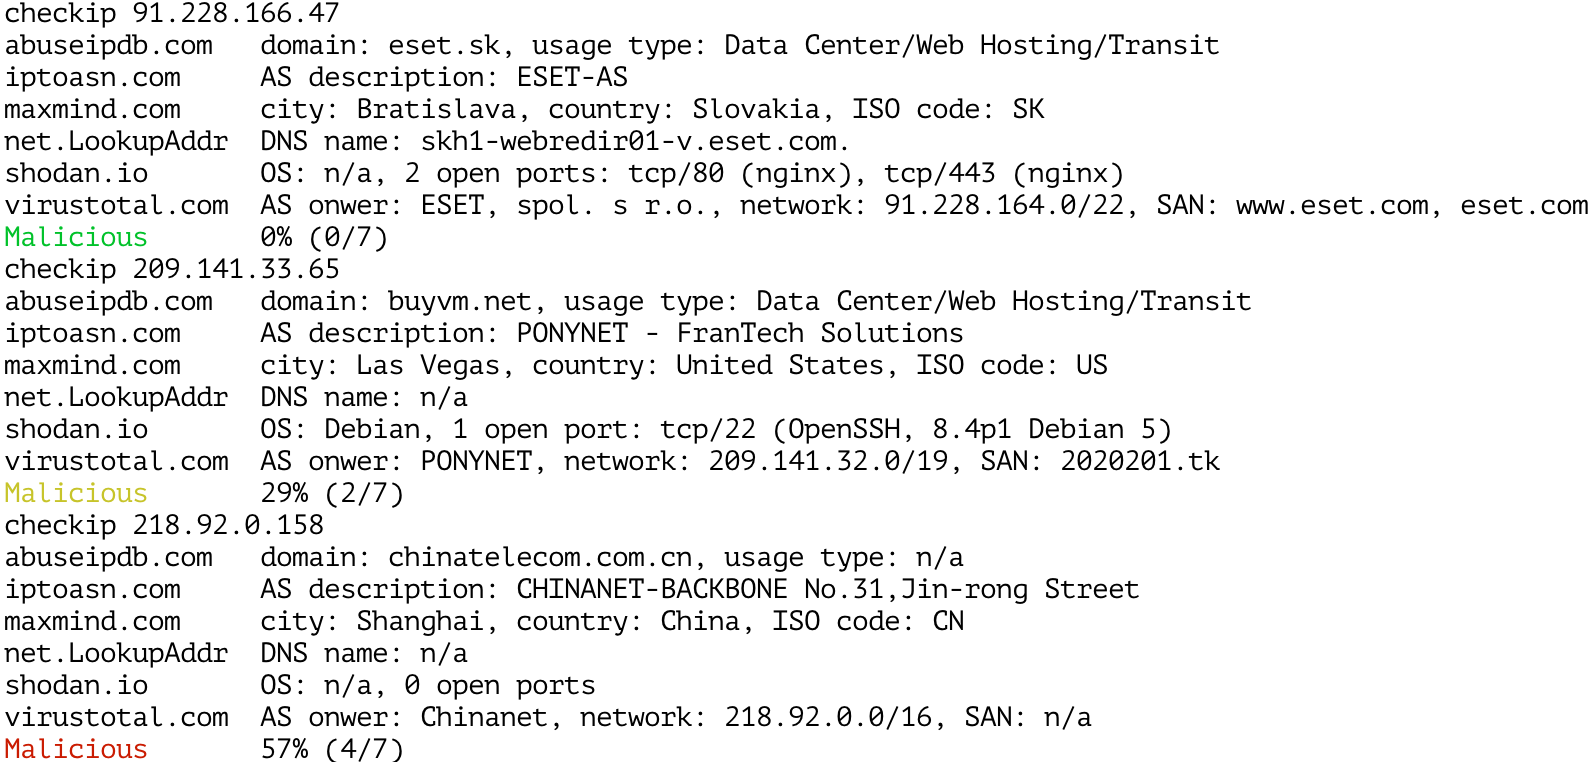 checkip 91.228.166.47
abuseipdb.com   domain: eset.sk, usage type: Data Center/Web Hosting/Transit
iptoasn.com     AS description: ESET-AS
maxmind.com     city: Bratislava, country: Slovakia, ISO code: SK
net.LookupAddr  DNS name: skh1-webredir01-v.eset.com.
shodan.io       OS: n/a, 2 open ports: tcp/80 (nginx), tcp/443 (nginx)
virustotal.com  AS onwer: ESET, spol. s r.o., network: 91.228.164.0/22, SAN: www.eset.com, eset.com
Malicious       0% (0/7)
checkip 209.141.33.65
abuseipdb.com   domain: buyvm.net, usage type: Data Center/Web Hosting/Transit
iptoasn.com     AS description: PONYNET - FranTech Solutions
maxmind.com     city: Las Vegas, country: United States, ISO code: US
net.LookupAddr  DNS name: n/a
shodan.io       OS: Debian, 1 open port: tcp/22 (OpenSSH, 8.4p1 Debian 5)
virustotal.com  AS onwer: PONYNET, network: 209.141.32.0/19, SAN: 2020201.tk
Malicious       29% (2/7)
checkip 218.92.0.158
abuseipdb.com   domain: chinatelecom.com.cn, usage type: n/a
iptoasn.com     AS description: CHINANET-BACKBONE No.31,Jin-rong Street
maxmind.com     city: Shanghai, country: China, ISO code: CN
net.LookupAddr  DNS name: n/a
shodan.io       OS: n/a, 0 open ports
virustotal.com  AS onwer: Chinanet, network: 218.92.0.0/16, SAN: n/a
Malicious       57% (4/7)